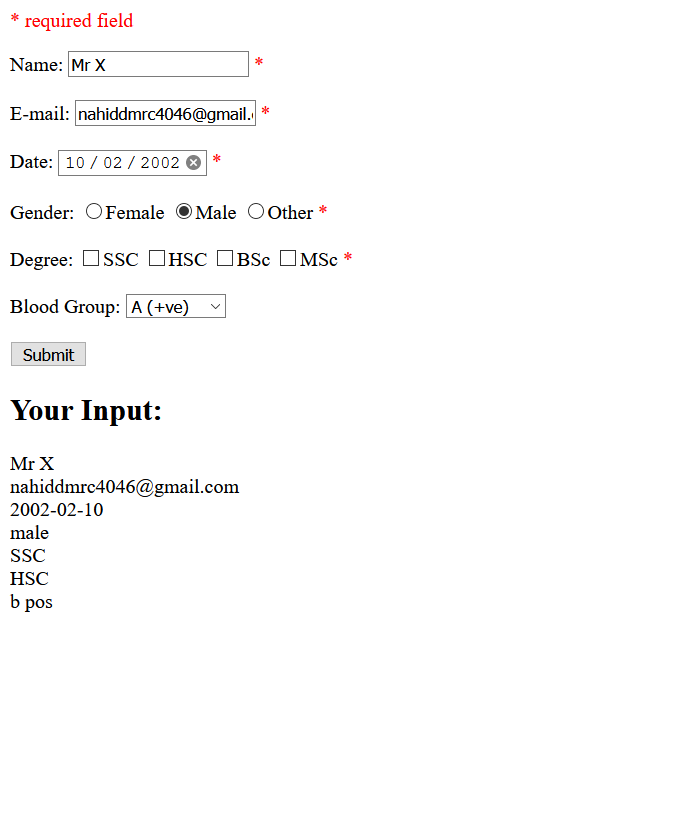 * required field
Name: Mr X *
E-mail: nahiddmrc4046@gmail. *
Date: 10 / 02 / 2002 *
Gender: Female Male Other *
Degree: SSC HSC BSc MSc *
Blood Group: A (+ve)
Submit
Your Input:
Mr X
nahiddmrc4046@gmail.com
2002-02-10
male
SSC
HSC
b pos